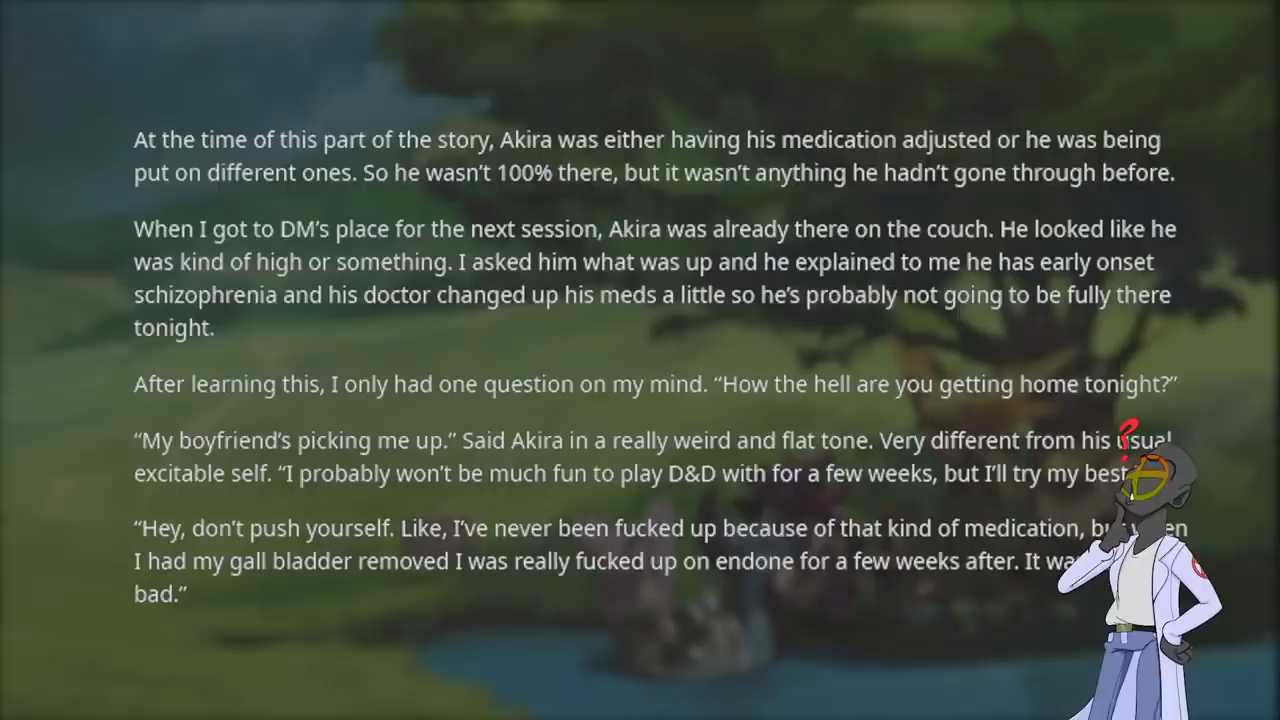 At the time of this part of the story, Akira was either having his medication adjusted or he was being
put on different ones. So he wasn’t 100% there, but it wasn’t anything he hadn’t gone through before.
When I got to DM’s place for the next session, Akira was already there on the couch. He looked like he
was kind of high or something. I asked him what was up and he explained to me he has early onset
schizophrenia and his doctor changed up his meds a little so he’s probably not going to be fully there
tonight.
After learning this, I only had one question on my mind. “How the hell are you getting home tonight?”
“My boyfriend’s picking me up.” Said Akira in a really weird and flat tone. Very different from his usual
excitable self. “I probably won’t be much fun to play D&D with for a few weeks, but I’ll try my best
“Hey, don’t push yourself. Like, I’ve never been fucked up because of that kind of medication,
I had my gall bladder removed I was really fucked up on endone for a few weeks after. It
bad.”
?